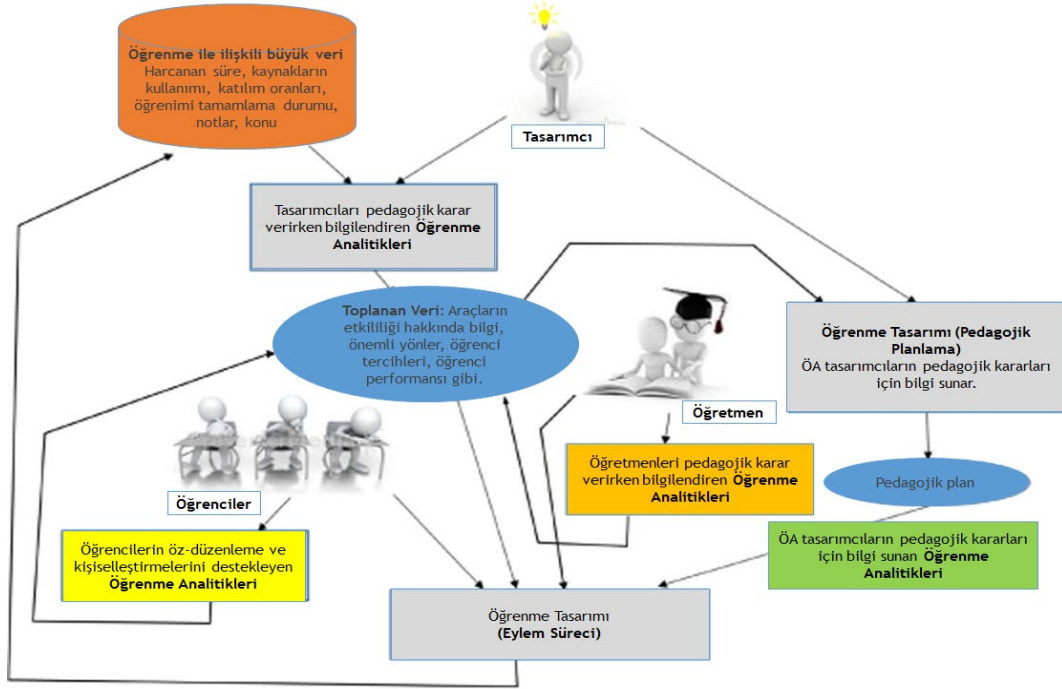 Öğrenme ile ilişkili büyük veri
Harcanan süre, kaynakların
kullanımı, katılım oranları,
öğrenimi tamamlama durumu,
notlar, konu
Tasarımcı
Tasarımcıları pedagojik karar
verirken bilgilendiren Öğrenme
Analitikleri
Toplanan Veri: Araçların
etkililiği hakkında bilgi,
önemli yönler, öğrenci
tercihleri, öğrenci
performansı gibi.
Öğrenme Tasarımı (Pedagojik
Planlama)
ÖA tasarımcıların pedagojik kararları
için bilgi sunar.
Öğretmen
Öğretmenleri pedagojik karar
verirken bilgilendiren Öğrenme
Analitikleri
Pedagojik plan
Öğrenciler
Öğrencilerin öz-düzenleme ve
kişiselleştirmelerini destekleyen
Öğrenme Analitikleri
ÖA tasarımcıların pedagojik kararları
için bilgi sunan Öğrenme
Analitikleri
Öğrenme Tasarımı
(Eylem Süreci)